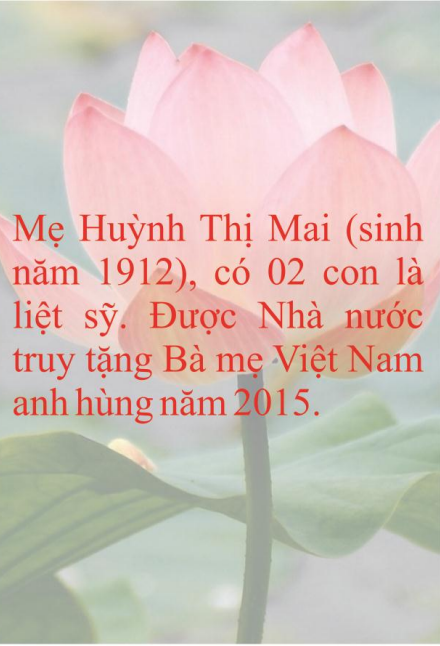 Mẹ Huỳnh Thị Mai (sinh
năm 1912), có 02 con là
liệt sỹ. Được Nhà nước
truy tặng Bà mẹ Việt Nam
anh hùng năm 2015.